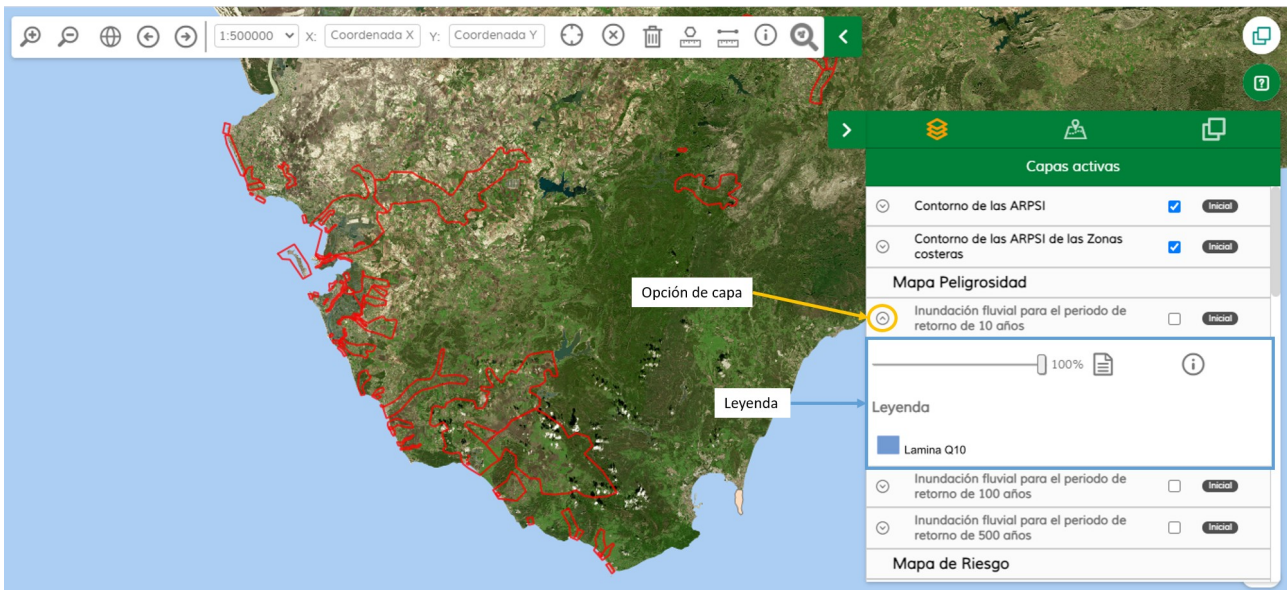 1:500000
X:
Coordenada X
Y:
Coordenada Y
Capas activas
Contorno de las ARPSI
Inicial
Contorno de las ARPSI de las Zonas
costeras
Inicial
Mapa Peligrosidad
Opción de capa
Inundación fluvial para el periodo de
retorno de 10 años
Inicial
100%
Leyenda
Leyenda
Lamina Q10
Inundación fluvial para el periodo de
retorno de 100 años
Inicial
Inundación fluvial para el periodo de
retorno de 500 años
Inicial
Mapa de Riesgo